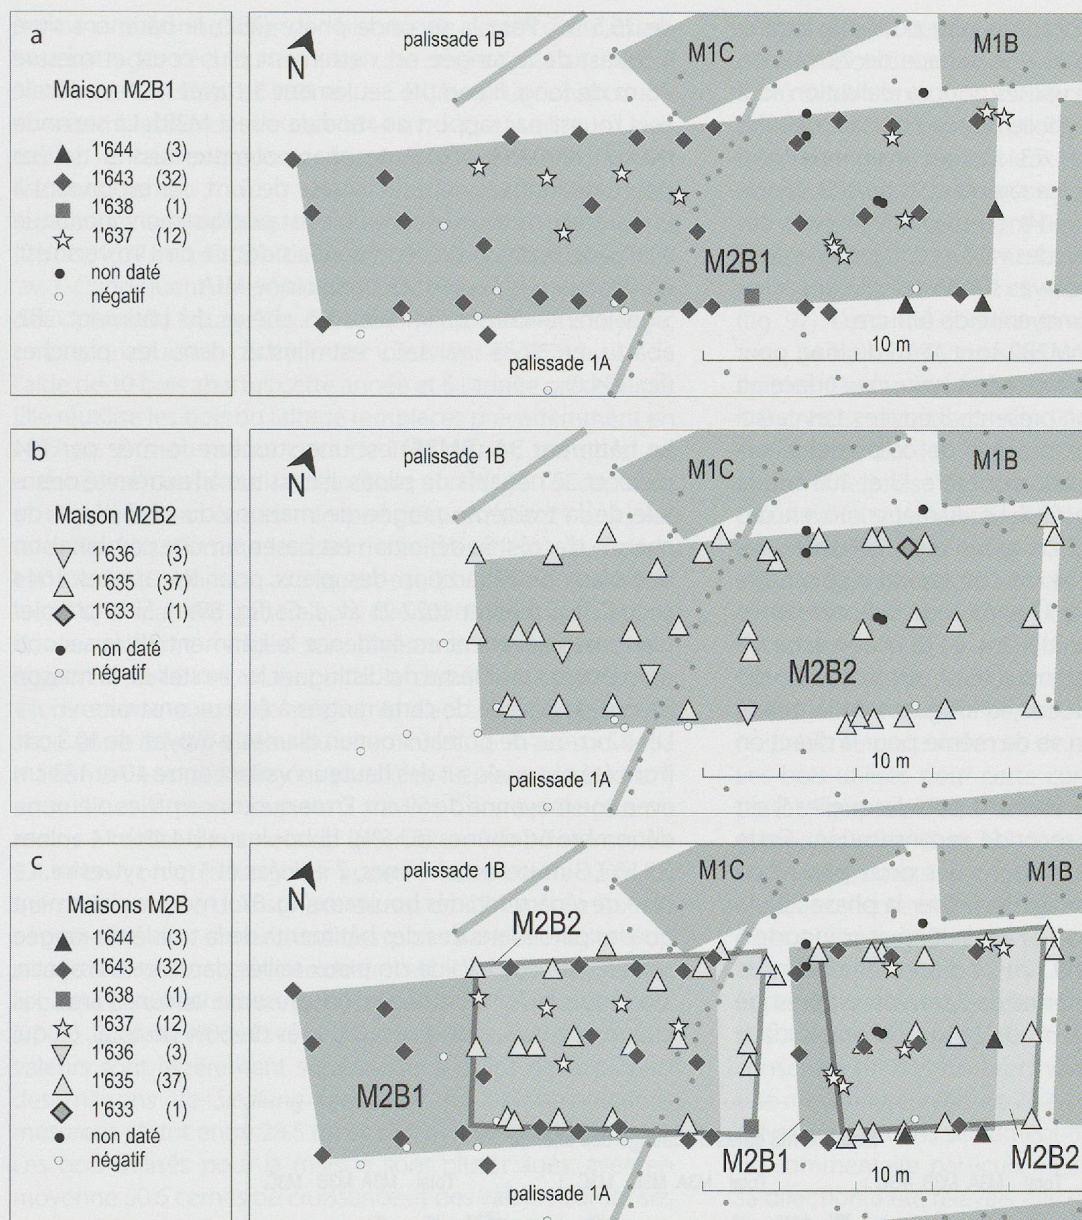 a
N
palissade 1B
M1C
M1B
Maison M2B1
1'644 (3)
1'643 (32)
1'638 (1)
1'637 (12)
non daté
négatif
M2B1
palissade 1A
10 m
b
N
palissade 1B
M1C
M1B
Maison M2B2
1'636 (3)
1'635 (37)
1'633 (1)
non daté
négatif
M2B2
palissade 1A
10 m
c
N
palissade 1B
M1C
M1B
M2B2
Maisons M2B
1'644 (3)
1'643 (32)
1'638 (1)
1'637 (12)
1'636 (3)
1'635 (37)
1'633 (1)
non daté
négatif
M2B1
M2B1
M2B2
10 m
palissade 1A